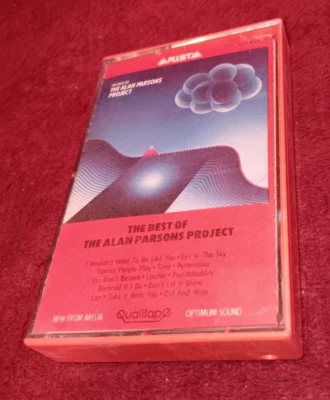 ARISTA
THE BEST OF
THE ALAN PARSONS
PROJECT
THE BEST OF
THE ALAN PARSONS PROJECT
I Wouldn't Want To Be Like You • Eye In The Sky
Games People Play • Time • Pyramania
You Don't Believe • Lucifer • Psychobabble
Damned If I Do • Don't Let It Show
Can't Take It With You • Old And Wise
NEW FROM ARISTA
Qualitape
OPTIMUM SOUND